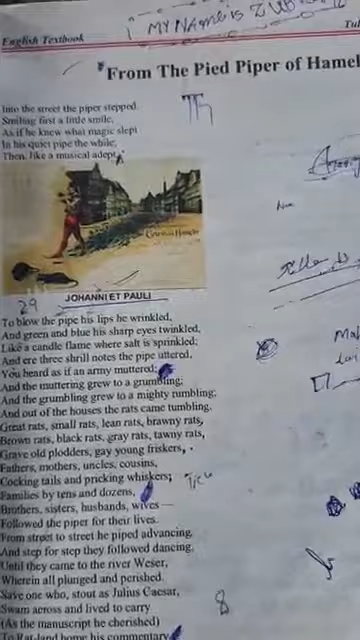 MY NAME is
English Textbook
From The Pied Piper of Hamel
Into the street the piper stepped
Smiling first a little smile,
As if he knew what magic slept
In his quiet pipe the while;
Then, like a musical adept,
JOHANNI ET PAULI
29
To blow the pipe his lips he wrinkled,
And green and blue his sharp eyes twinkled,
Like a candle flame where salt is sprinkled;
And ere three shrill notes the pipe uttered,
You heard as if an army muttered;
And the muttering grew to a grumbling;
And the grumbling grew to a mighty rumbling;
And out of the houses the rats came tumbling.
Great rats, small rats, lean rats, brawny rats,
Brown rats, black rats, gray rats, tawny rats,
Grave old plodders, gay young friskers,
Fathers, mothers, uncles, cousins,
Cocking tails and pricking whiskers;
Families by tens and dozens,
Brothers, sisters, husbands, wives —
Followed the piper for their lives.
From street to street he piped advancing,
And step for step they followed dancing,
Until they came to the river Weser,
Wherein all plunged and perished.
Save one who, stout as Julius Caesar,
Swam across and lived to carry
(As the manuscript he cherished)
To Rat-land home his commentary
8